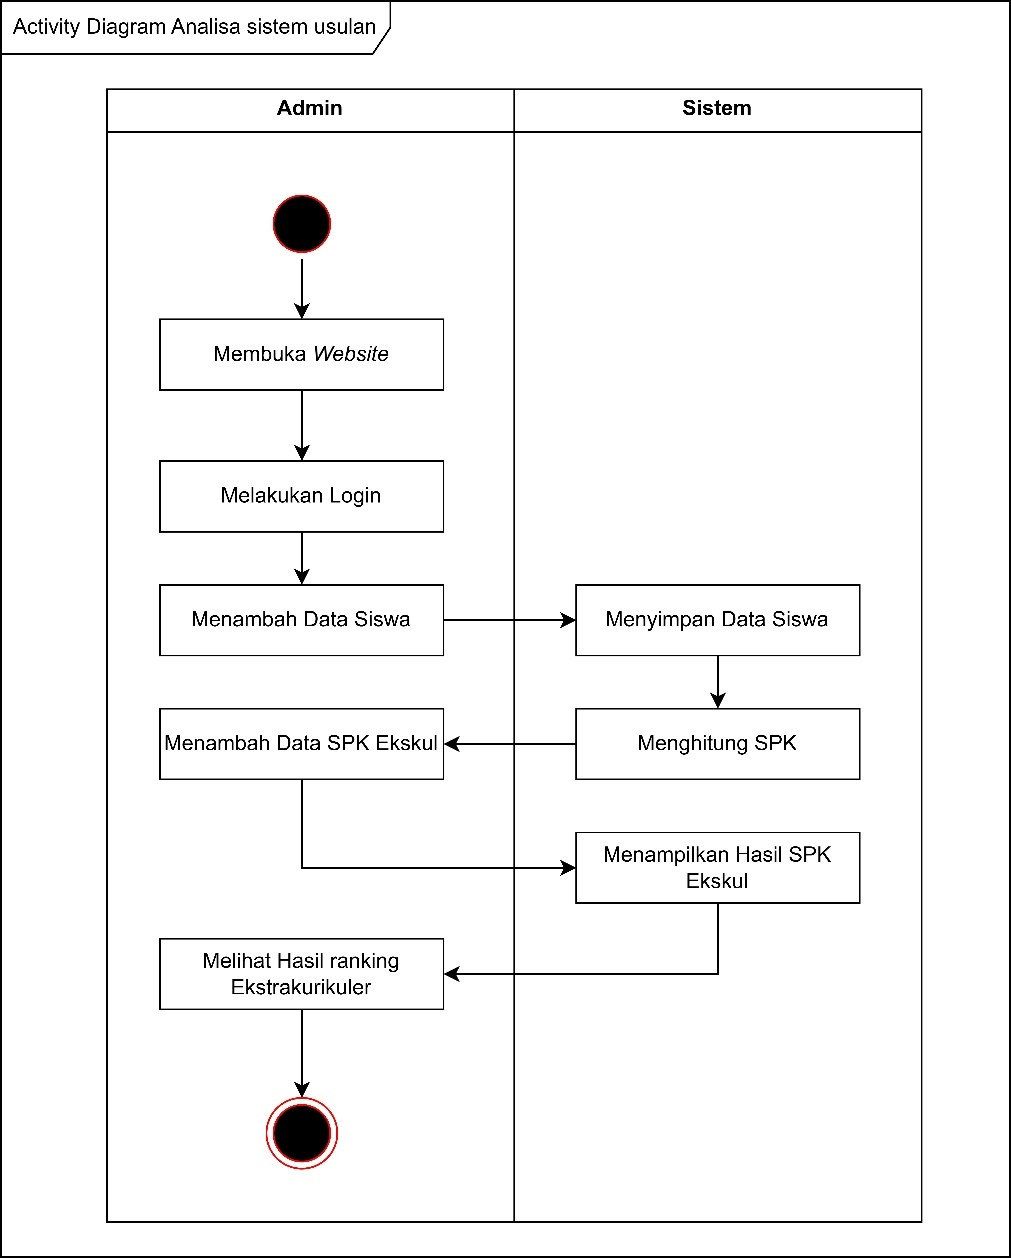 Activity Diagram Analisa sistem usulan
Admin
Sistem
Membuka Website
Melakukan Login
Menambah Data Siswa
Menyimpan Data Siswa
Menambah Data SPK Ekskul
Menghitung SPK
Menampilkan Hasil SPK
Ekskul
Melihat Hasil ranking
Ekstrakurikuler